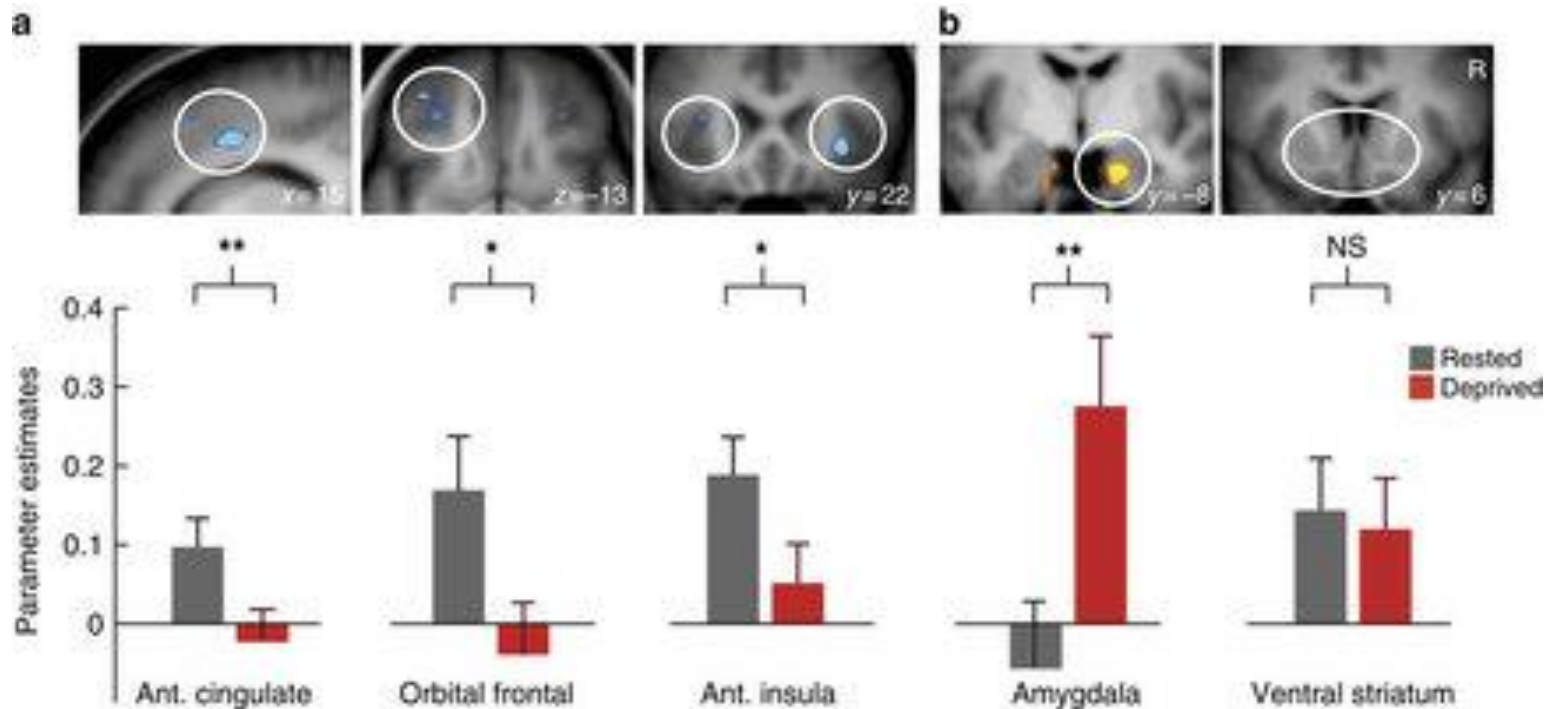 a
b
R
x = 15
z = −13
y = 22
y = −8
y = 6
**
*
*
**
NS
0.4
0.3
0.2
0.1
0
Parameter estimates
Rested
Deprived
Ant. cingulate
Orbital frontal
Ant. insula
Amygdala
Ventral striatum